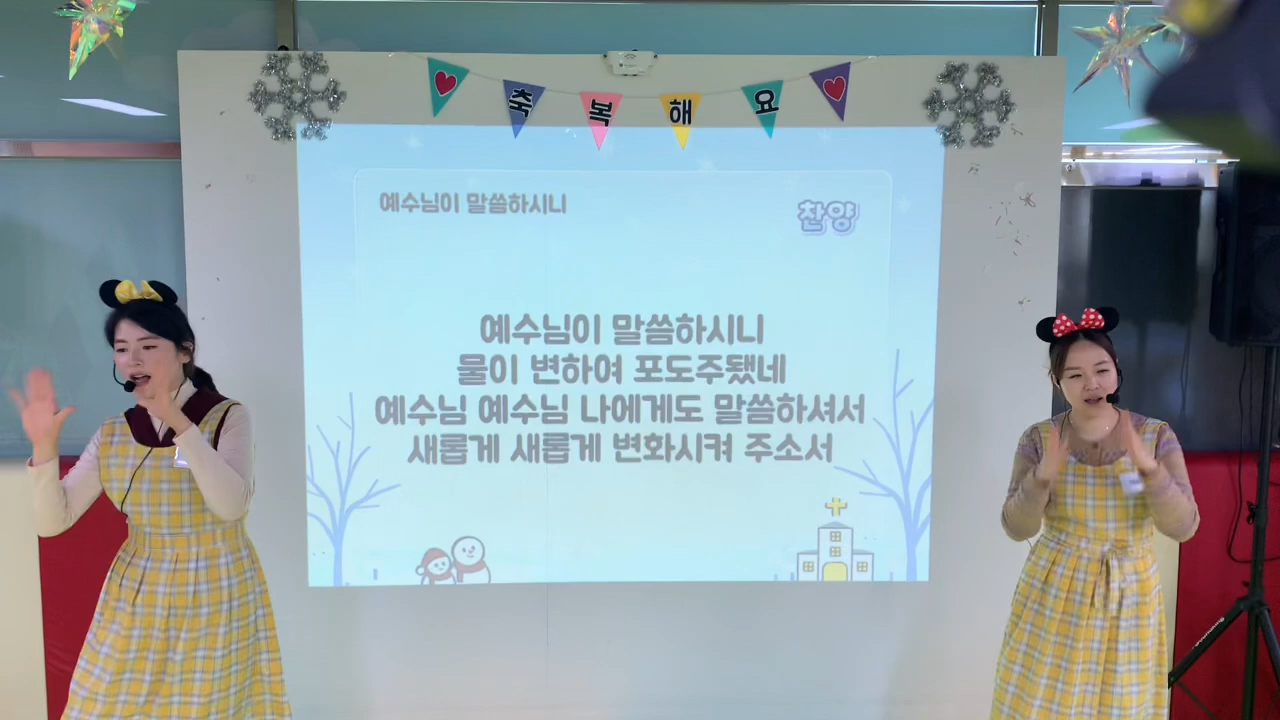 축복해요
예수님이 말씀하시니
찬양
예수님이 말씀하시니
물이 변하여 포도주됐네
예수님 예수님 나에게도 말씀하셔서
새롭게 새롭게 변화시켜 주소서